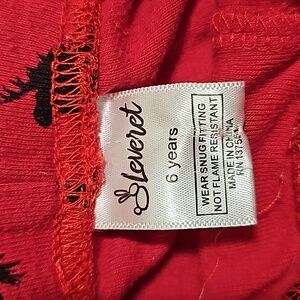 Leveret
6 years
WEAR SNUG FITTING,
NOT FLAME RESISTANT
MADE IN CHINA